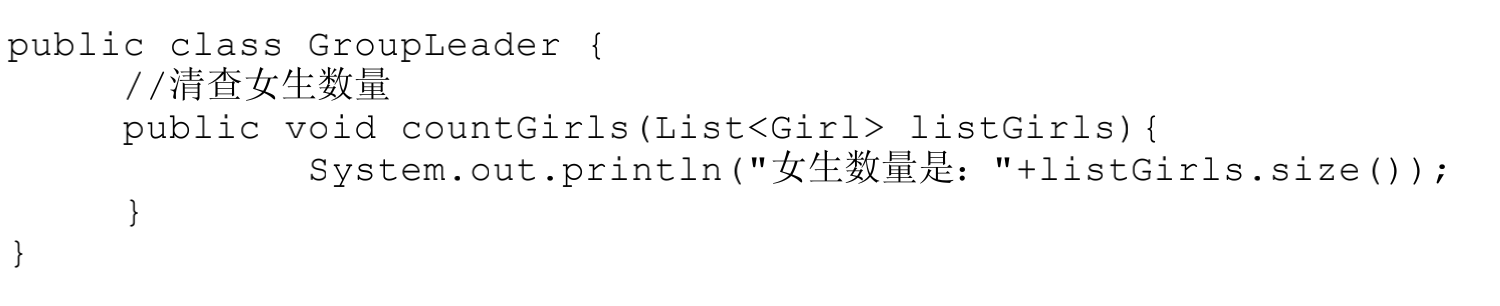 public class GroupLeader {
//清查女生数量
public void countGirls(List<Girl> listGirls){
System.out.println("女生数量是："+listGirls.size());
}
}